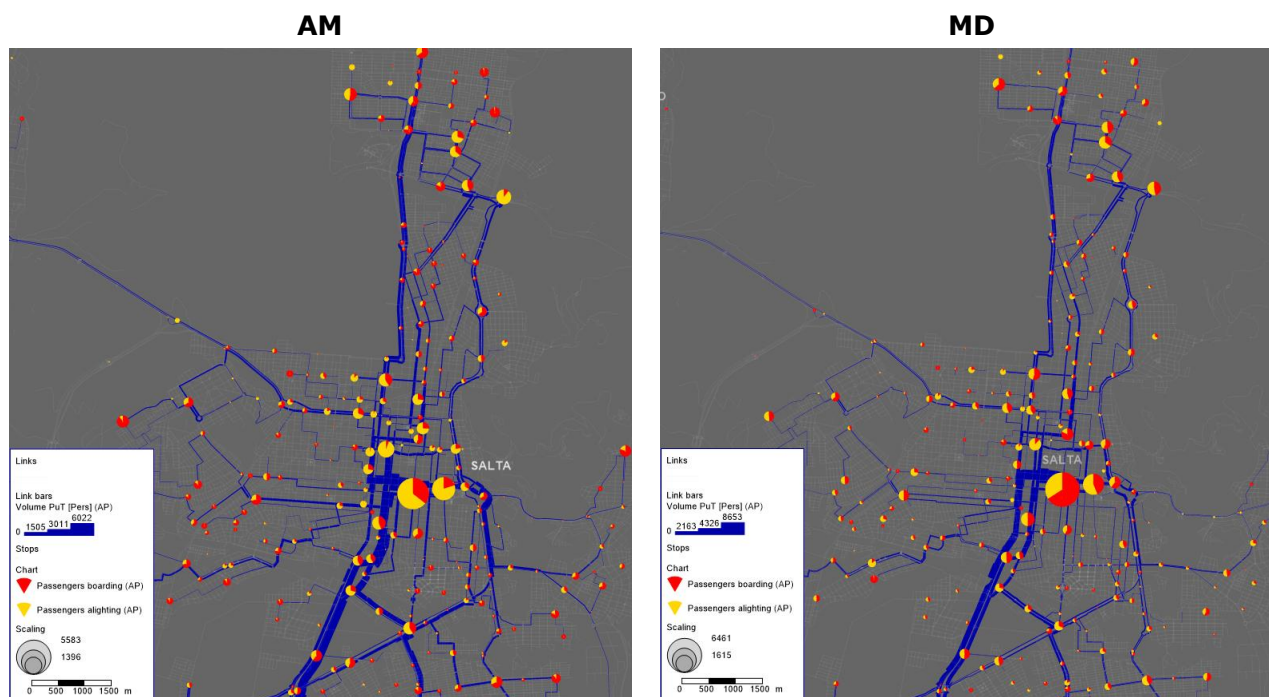 AM
MD
SALTA
Links
Link bars
Volume PuT [Pers] (AP)
0 1505 3011 6022
Stops
Chart
Passengers boarding (AP)
Passengers alighting (AP)
Scaling
5583
1396
0 500 1000 1500 m
SALTA
Links
Link bars
Volume PuT [Pers] (AP)
0 2163 4326 8653
Stops
Chart
Passengers boarding (AP)
Passengers alighting (AP)
Scaling
6461
1615
0 500 1000 1500 m